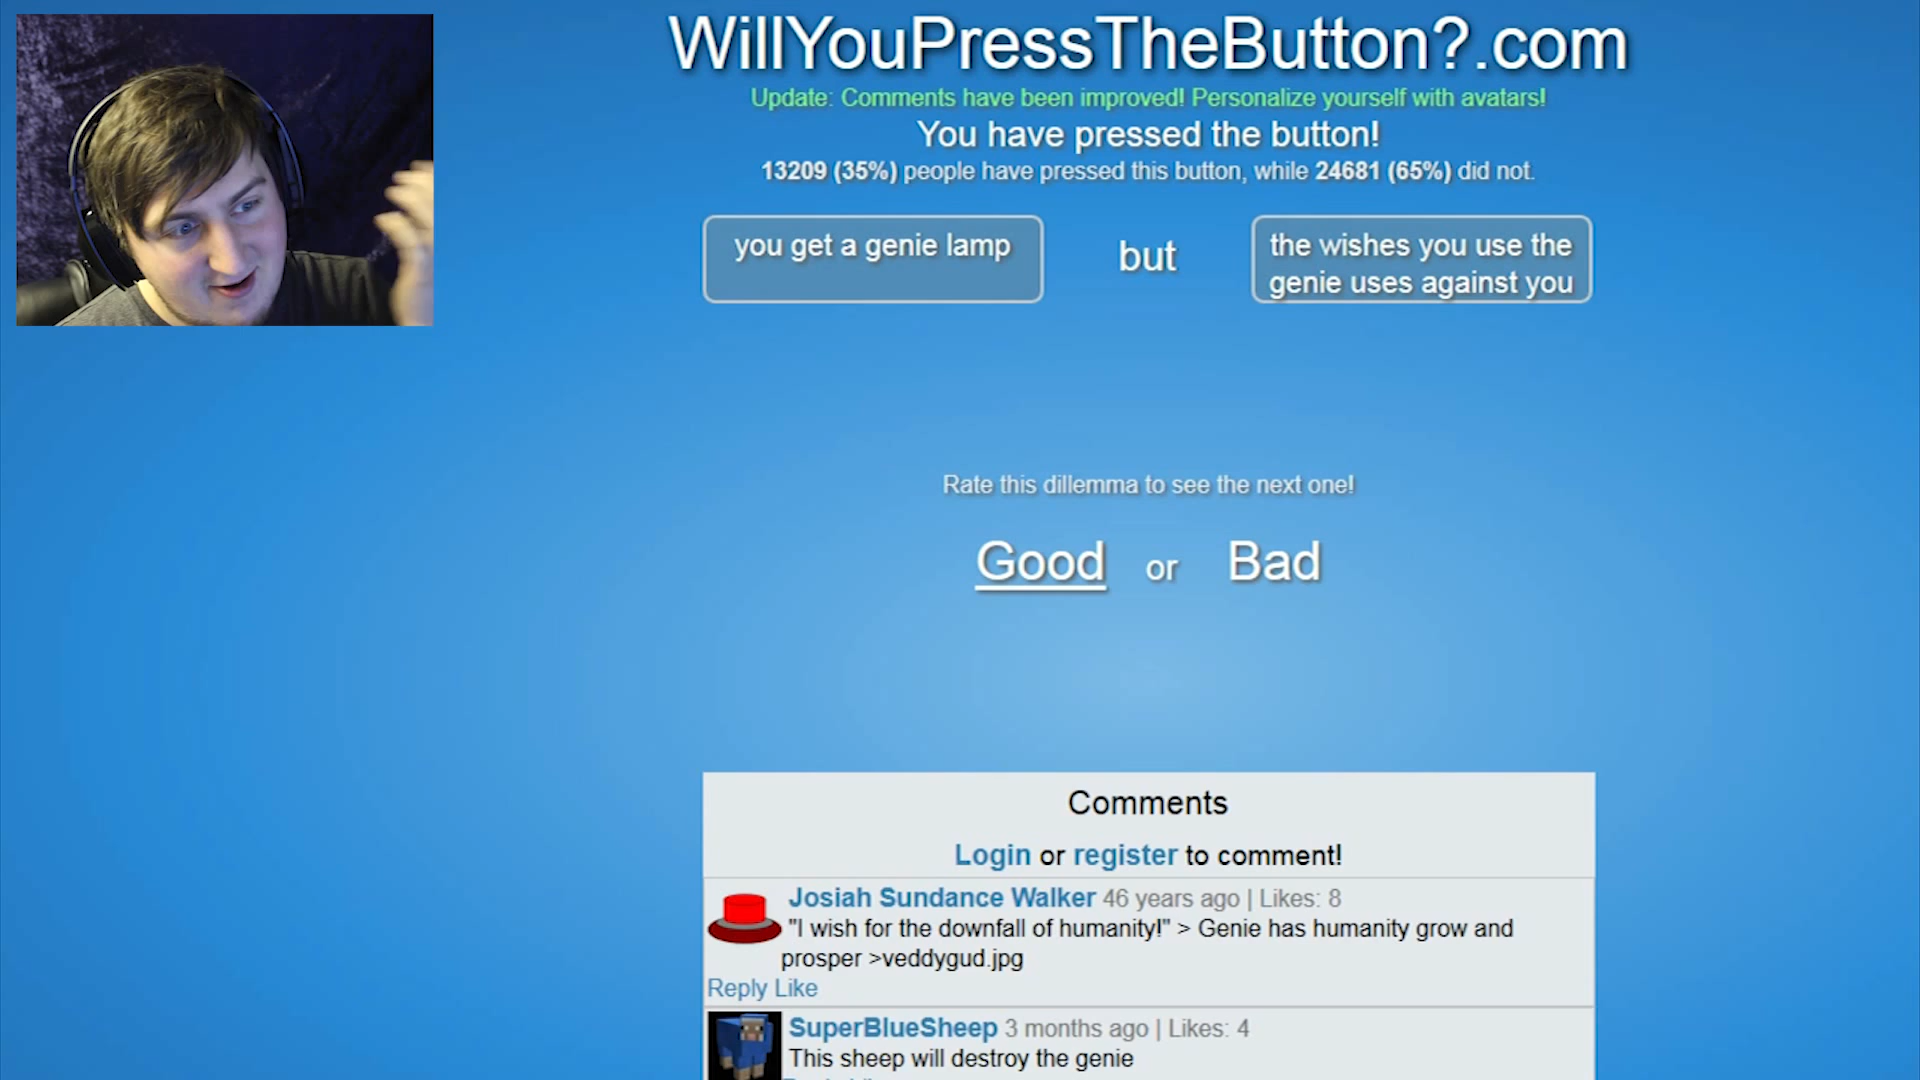 WillYouPressTheButton?.com
Update: Comments have been improved! Personalize yourself with avatars!
You have pressed the button!
13209 (35%) people have pressed this button, while 24681 (65%) did not.
you get a genie lamp
but
the wishes you use the
genie uses against you
Rate this dillemma to see the next one!
Good or Bad
Comments
Login or register to comment!
Josiah Sundance Walker 46 years ago | Likes: 8
"I wish for the downfall of humanity!" > Genie has humanity grow and
prosper >veddygud.jpg
Reply Like
SuperBlueSheep 3 months ago | Likes: 4
This sheep will destroy the genie